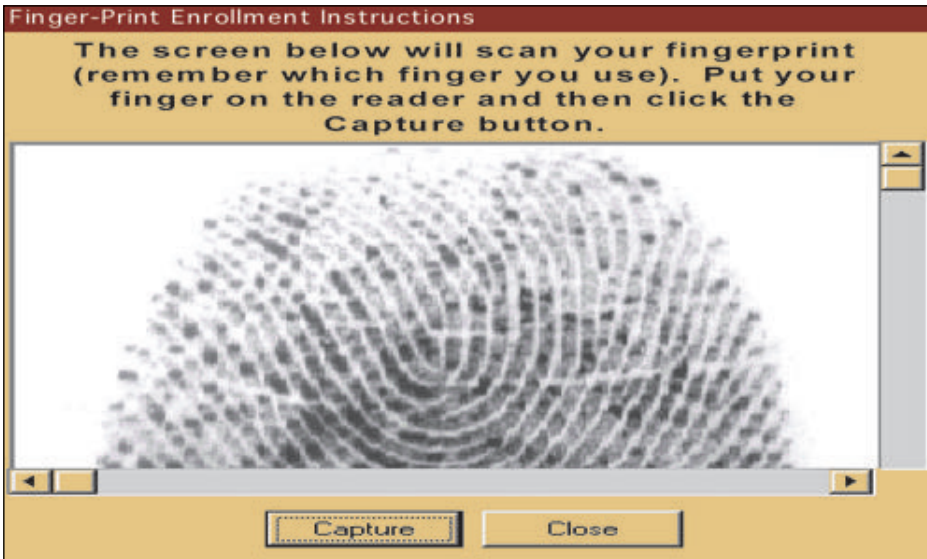 Finger-Print Enrollment Instructions
The screen below will scan your fingerprint
(remember which finger you use). Put your
finger on the reader and then click the
Capture button.
Capture
Close